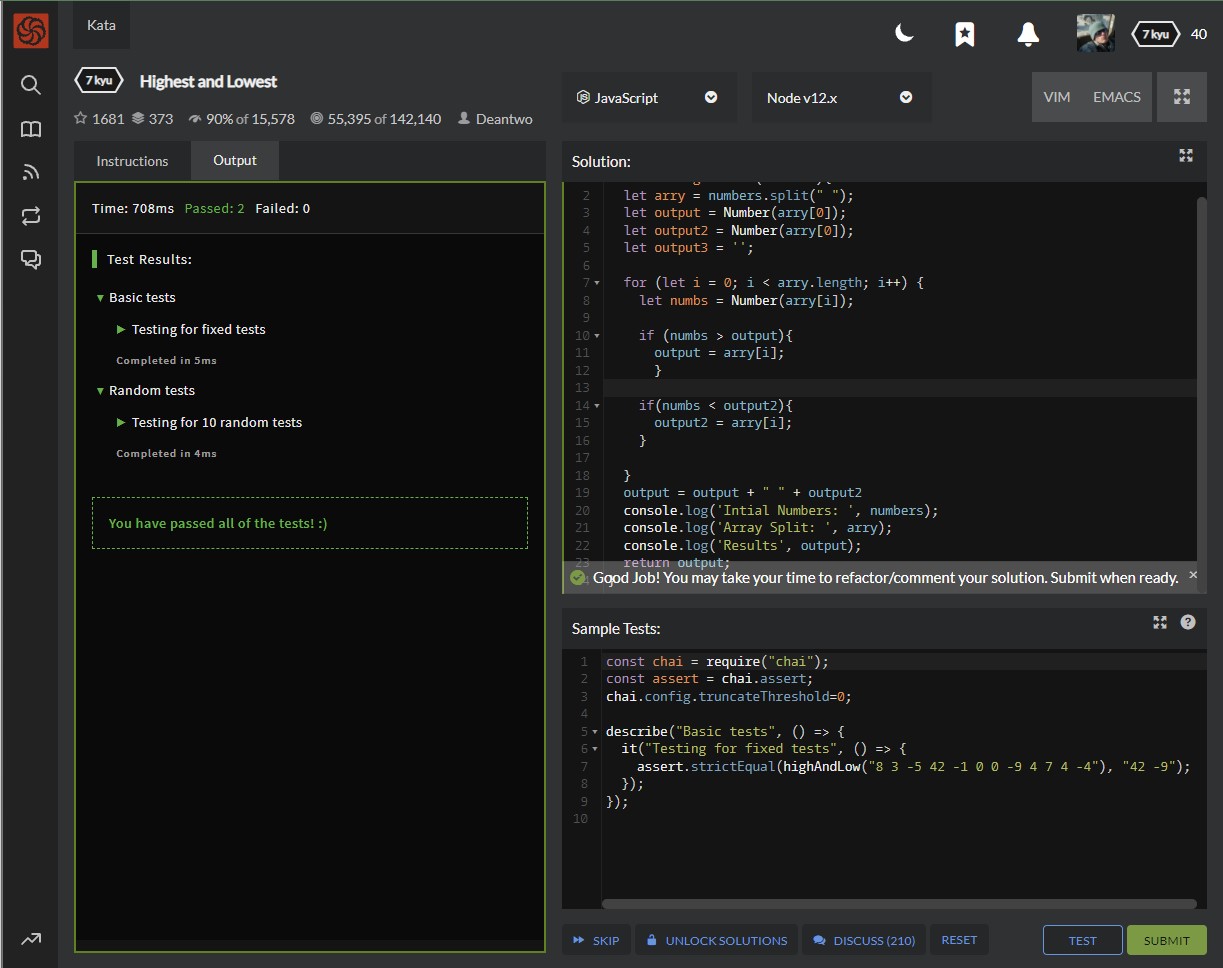 Kata
7 kyu 40
7 kyu Highest and Lowest
1681 373 90% of 15,578 55,395 of 142,140 Deantwo
JavaScript
Node v12.x
VIM EMACS
Instructions Output
Time: 708ms Passed: 2 Failed: 0
Test Results:
▼ Basic tests
▶ Testing for fixed tests
Completed in 5ms
▼ Random tests
▶ Testing for 10 random tests
Completed in 4ms
You have passed all of the tests! :)
Solution:
2 let arry = numbers.split(" ");
3 let output = Number(arry[0]);
4 let output2 = Number(arry[0]);
5 let output3 = '';
6
7 for (let i = 0; i < arry.length; i++) {
8 let numbs = Number(arry[i]);
9
10 if (numbs > output){
11 output = arry[i];
12 }
13
14 if(numbs < output2){
15 output2 = arry[i];
16 }
17
18 }
19 output = output + " " + output2
20 console.log('Intial Numbers: ', numbers);
21 console.log('Array Split: ', arry);
22 console.log('Results', output);
23 return output;
Good Job! You may take your time to refactor/comment your solution. Submit when ready. ×
Sample Tests:
1 const chai = require("chai");
2 const assert = chai.assert;
3 chai.config.truncateThreshold=0;
4
5 describe("Basic tests", () => {
6 it("Testing for fixed tests", () => {
7 assert.strictEqual(highAndLow("8 3 -5 42 -1 0 0 -9 4 7 4 -4"), "42 -9");
8 });
9 });
10
SKIP UNLOCK SOLUTIONS DISCUSS (210) RESET TEST SUBMIT